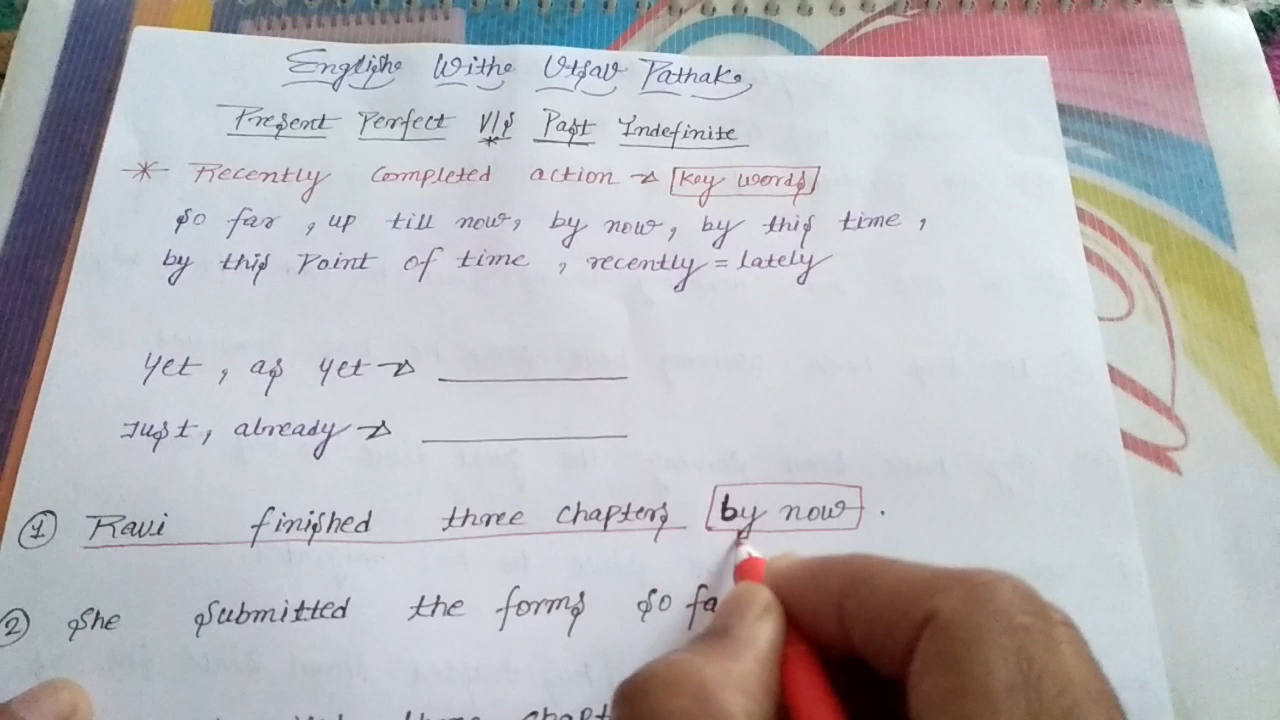 English With Utsav Pathak
Present Perfect V/s Past Indefinite
* Recently completed action → Key words
so far, up till now, by now, by this time,
by this point of time, recently = lately
Yet, as yet →
Just, already →
1 Ravi finished three chapters by now.
2 She submitted the forms so fa
three chapt